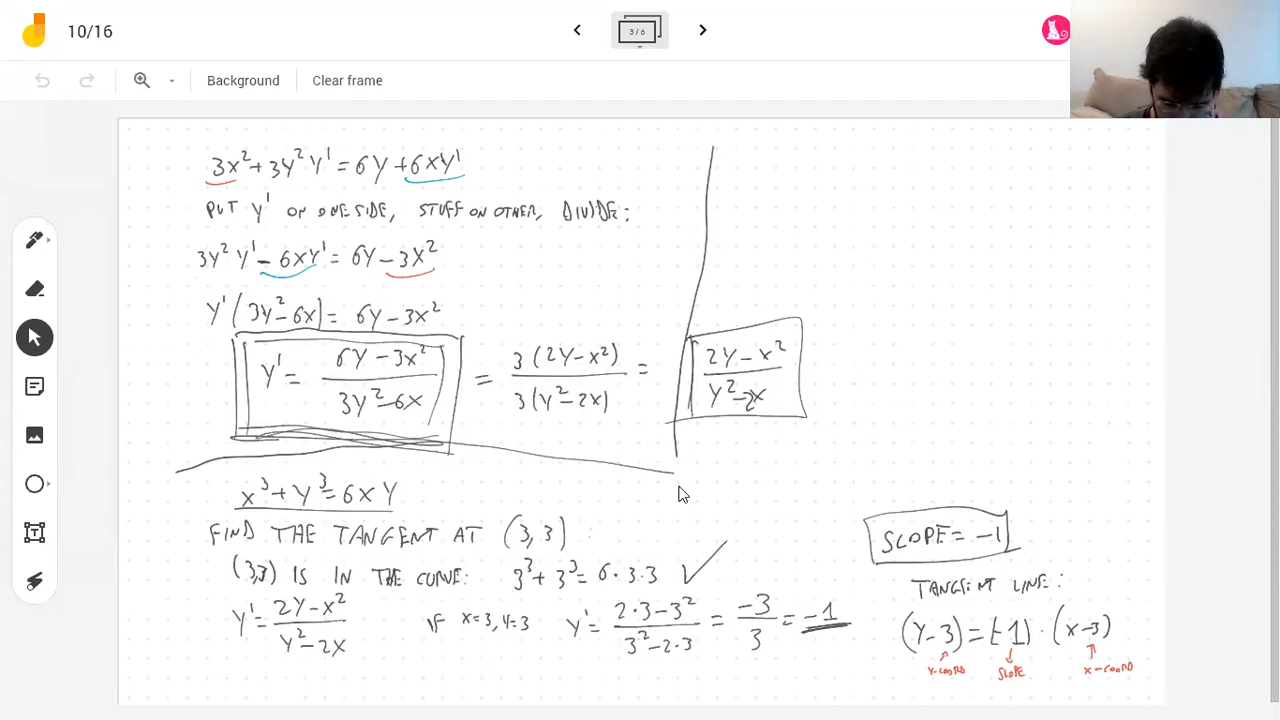 10/16
3/6
Background
Clear frame
3x² + 3y² y' = 6y + 6xy'
PUT y' ON ONE SIDE, STUFF ON OTHER, DIVIDE:
3y² y' - 6xy' = 6y - 3x²
y' (3y² - 6x) = 6y - 3x²
y' = (6y - 3x²)/(3y² - 6x) = 3(2y - x²)/3(y² - 2x) = (2y - x²)/(y² - 2x)
x³ + y³ = 6xy
FIND THE TANGENT AT (3, 3) :
(3,3) IS IN THE CURVE: 3³ + 3³ = 6·3·3 ✓
y' = (2y - x²)/(y² - 2x) IF x=3, y=3 y' = (2·3 - 3²)/(3² - 2·3) = -3/3 = -1
SLOPE = -1
TANGENT LINE:
(y-3) = (-1) · (x-3)
y-COORD SLOPE x-COORD